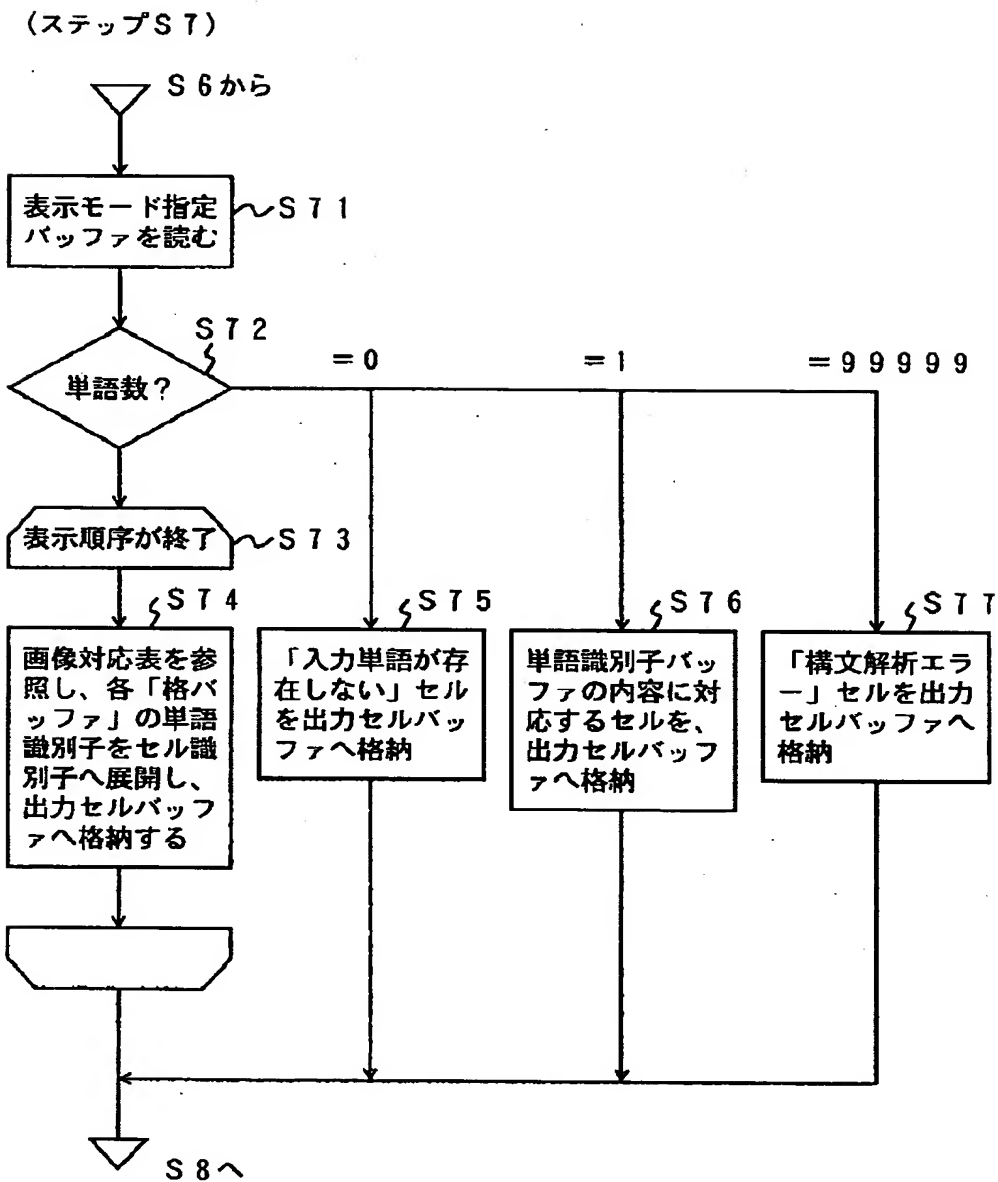 （ステップＳ７）
Ｓ６から
表示モード指定
バッファを読む
Ｓ７１
Ｓ７２
単語数？
＝０
＝１
＝９９９９９
表示順序が終了
Ｓ７３
Ｓ７４
画像対応表を参
照し、各「格バ
ッファ」の単語
識別子をセル識
別子へ展開し、
出力セルバッフ
ァへ格納する
Ｓ７５
「入力単語が存
在しない」セル
を出力セルバッ
ファへ格納
Ｓ７６
単語識別子バッ
ファの内容に対
応するセルを、
出力セルバッフ
ァへ格納
Ｓ７７
「構文解析エラ
ー」セルを出力
セルバッファへ
格納
Ｓ８へ